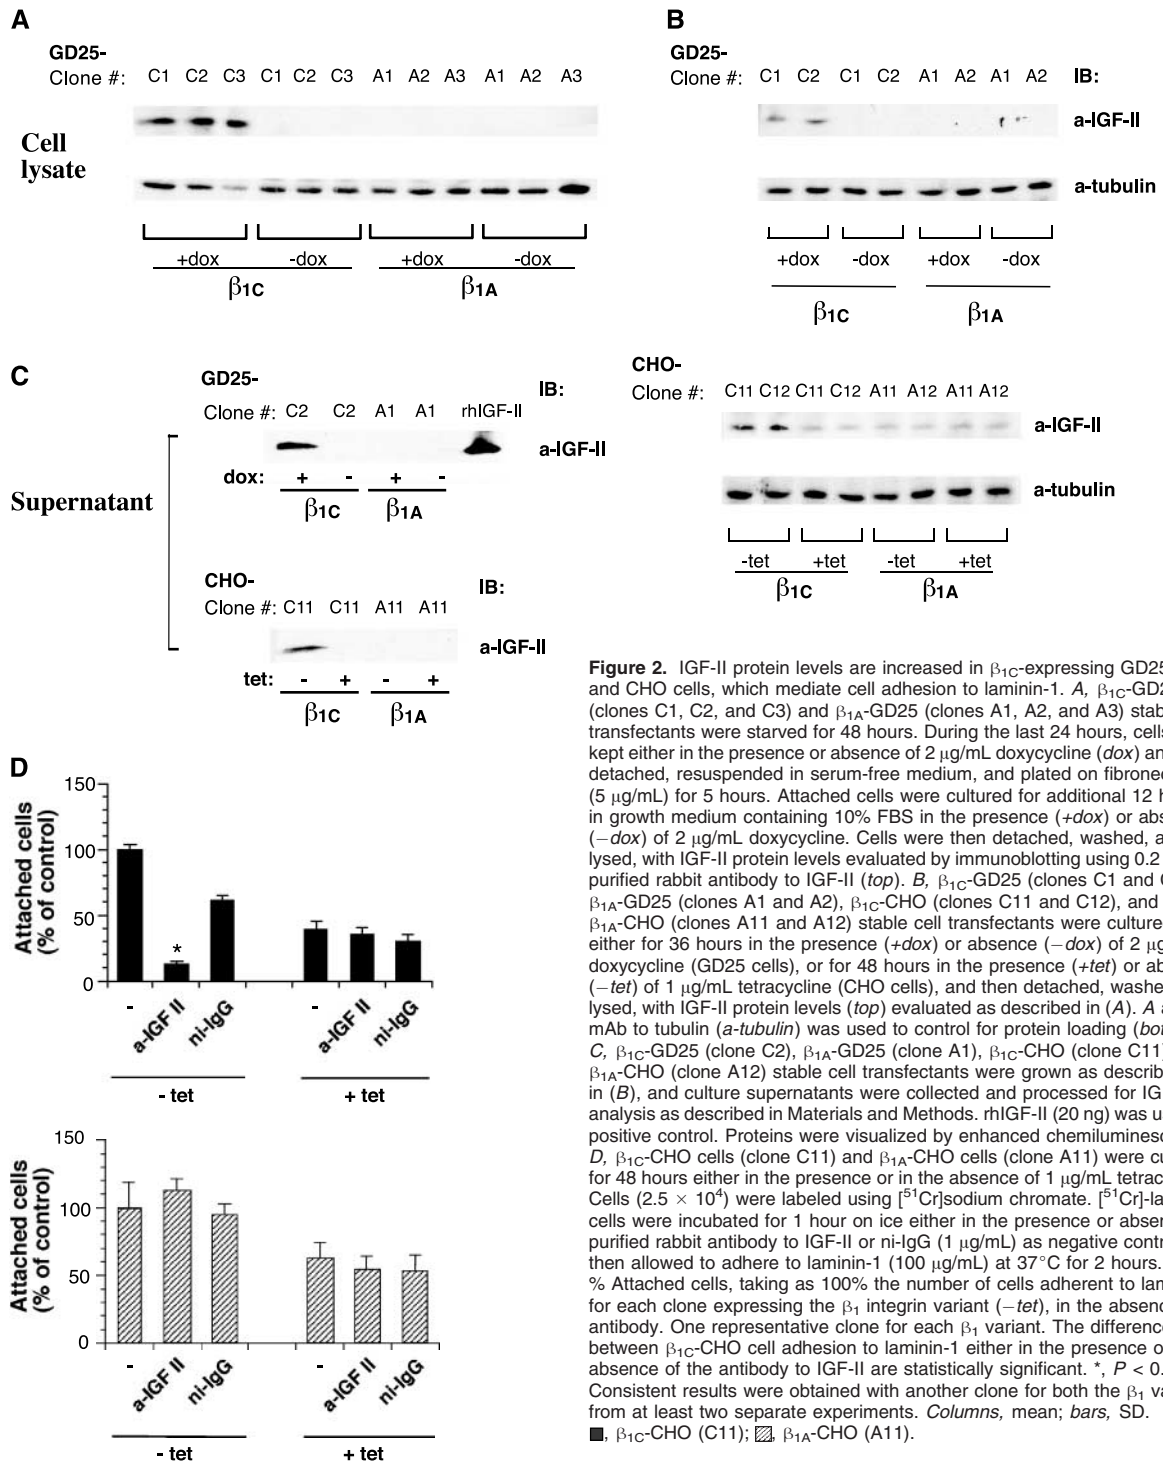 A
GD25-
Clone #: C1 C2 C3 C1 C2 C3 A1 A2 A3 A1 A2 A3
Cell
lysate
+dox -dox +dox -dox
β1C β1A
B
GD25-
Clone #: C1 C2 C1 C2 A1 A2 A1 A2 IB:
a-IGF-II
a-tubulin
+dox -dox +dox -dox
β1C β1A
CHO-
Clone #: C11 C12 C11 C12 A11 A12 A11 A12
a-IGF-II
a-tubulin
-tet +tet -tet +tet
β1C β1A
C
Supernatant
GD25-
IB:
Clone #: C2 C2 A1 A1 rhIGF-II
a-IGF-II
dox: + - + -
β1C β1A
CHO-
IB:
Clone #: C11 C11 A11 A11
a-IGF-II
tet: - + - +
β1C β1A
D
Attached cells
(% of control)
150
100
50
0
*
- a-IGF II ni-IgG - a-IGF II ni-IgG
- tet + tet
Attached cells
(% of control)
150
100
50
0
- a-IGF II ni-IgG - a-IGF II ni-IgG
- tet + tet
Figure 2. IGF-II protein levels are increased in β1C-expressing GD25
and CHO cells, which mediate cell adhesion to laminin-1. A, β1C-GD2
(clones C1, C2, and C3) and β1A-GD25 (clones A1, A2, and A3) stab
transfectants were starved for 48 hours. During the last 24 hours, cells
kept either in the presence or absence of 2 μg/mL doxycycline (dox) an
detached, resuspended in serum-free medium, and plated on fibrone
(5 μg/mL) for 5 hours. Attached cells were cultured for additional 12 h
in growth medium containing 10% FBS in the presence (+dox) or abs
(−dox) of 2 μg/mL doxycycline. Cells were then detached, washed, a
lysed, with IGF-II protein levels evaluated by immunoblotting using 0.2
purified rabbit antibody to IGF-II (top). B, β1C-GD25 (clones C1 and C
β1A-GD25 (clones A1 and A2), β1C-CHO (clones C11 and C12), and
β1A-CHO (clones A11 and A12) stable cell transfectants were culture
either for 36 hours in the presence (+dox) or absence (−dox) of 2 μg
doxycycline (GD25 cells), or for 48 hours in the presence (+tet) or ab
(−tet) of 1 μg/mL tetracycline (CHO cells), and then detached, washe
lysed, with IGF-II protein levels (top) evaluated as described in (A). A
mAb to tubulin (a-tubulin) was used to control for protein loading (bot
C, β1C-GD25 (clone C2), β1A-GD25 (clone A1), β1C-CHO (clone C11)
β1A-CHO (clone A12) stable cell transfectants were grown as describ
in (B), and culture supernatants were collected and processed for IG
analysis as described in Materials and Methods. rhIGF-II (20 ng) was u
positive control. Proteins were visualized by enhanced chemilumines
D, β1C-CHO cells (clone C11) and β1A-CHO cells (clone A11) were cu
for 48 hours either in the presence or in the absence of 1 μg/mL tetrac
Cells (2.5 × 10⁴) were labeled using [⁵¹Cr]sodium chromate. [⁵¹Cr]-la
cells were incubated for 1 hour on ice either in the presence or absen
purified rabbit antibody to IGF-II or ni-IgG (1 μg/mL) as negative contr
then allowed to adhere to laminin-1 (100 μg/mL) at 37°C for 2 hours.
% Attached cells, taking as 100% the number of cells adherent to lam
for each clone expressing the β1 integrin variant (−tet), in the absenc
antibody. One representative clone for each β1 variant. The difference
between β1C-CHO cell adhesion to laminin-1 either in the presence o
absence of the antibody to IGF-II are statistically significant. *, P < 0.
Consistent results were obtained with another clone for both the β1 va
from at least two separate experiments. Columns, mean; bars, SD.
■, β1C-CHO (C11); ▨, β1A-CHO (A11).